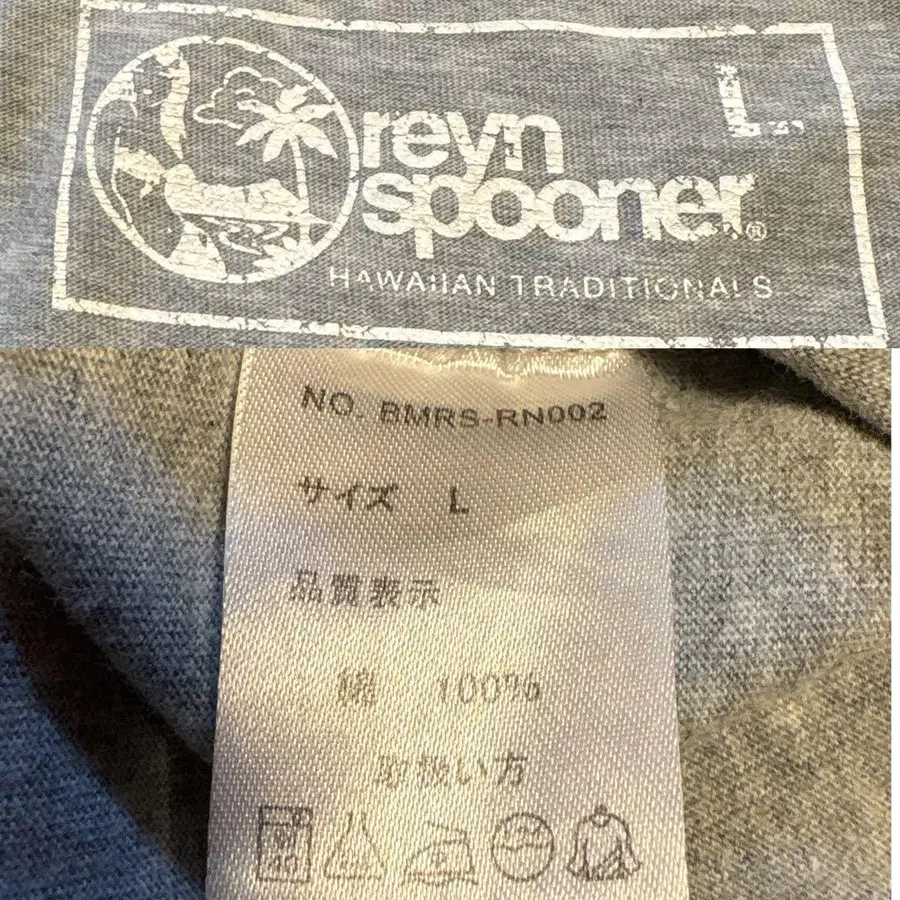 L
reyn
spooner®
HAWAIIAN TRADITIONALS
NO. BMRS-RN002
サイズ L
品質表示
綿 100%
取扱い方